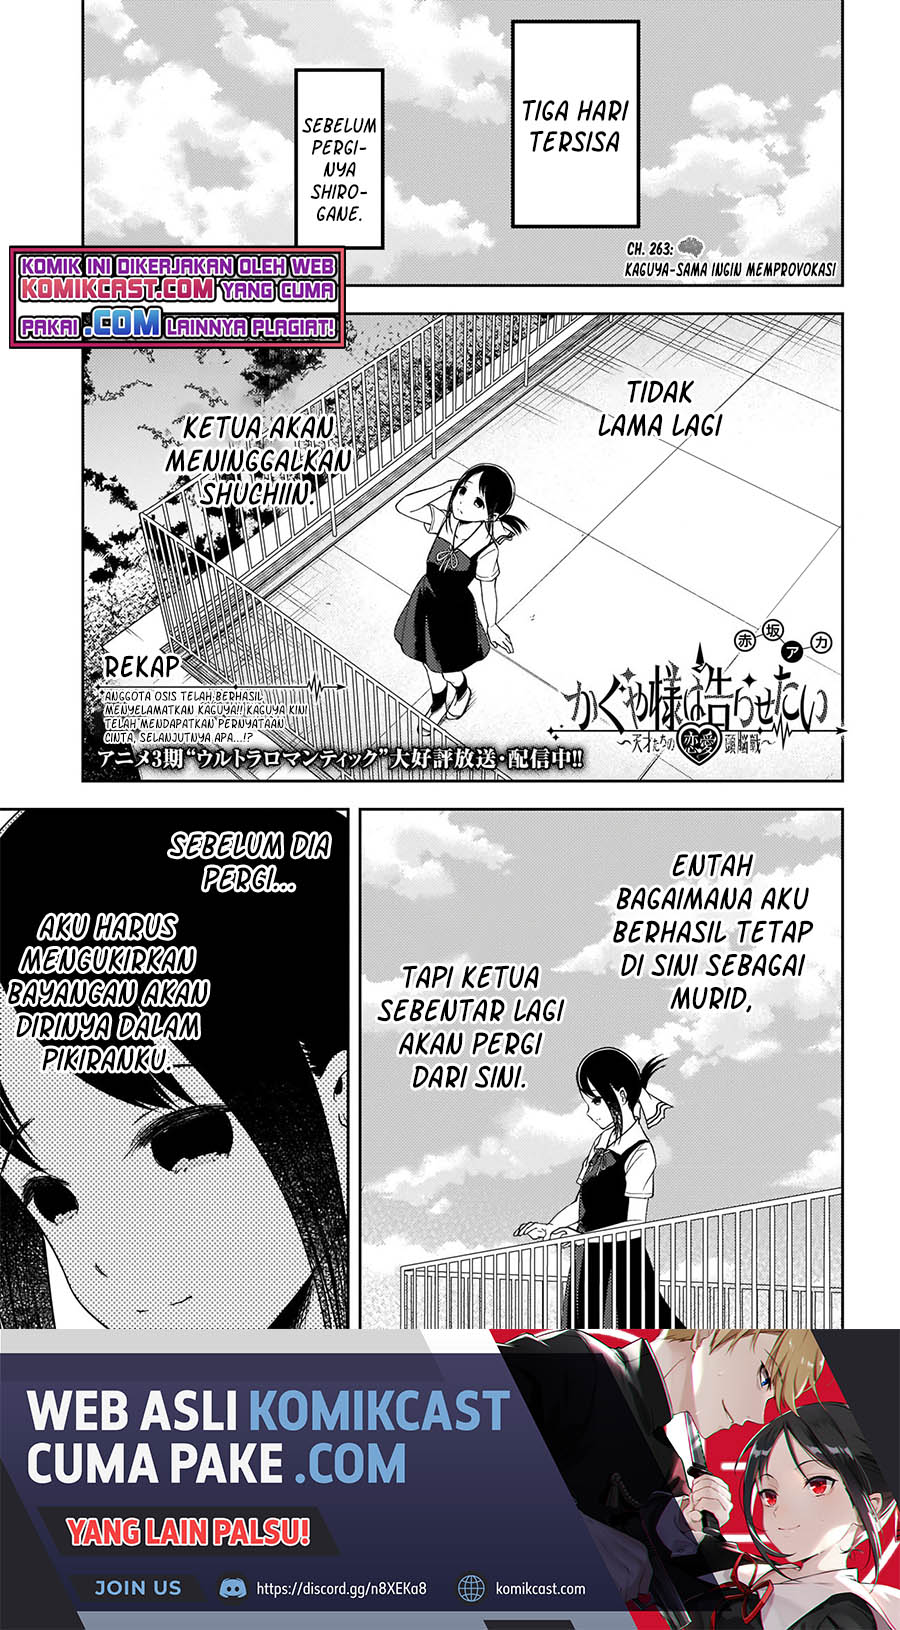 TIGA HARI
TERSISA
SEBELUM
PERGI-
NYA
SHIRO-
GANE.
CH. 263:
KAGUYA-SAMA INGIN MEMPROVOKASI
KOMIK INI DIKERJAKAN OLEH WEB
KOMIKCAST.COM YANG CUMA
PAKAI .COM LAINNYA PLAGIAT!
TIDAK
LAMA LAGI
KETUA AKAN
MENINGGALKAN
SHUCHIIN.
赤坂アカ
かぐや様は告らせたい
~天才たちの恋愛頭脳戦~
REKAP
ANGGOTA OSIS TELAH BERHASIL
MENYELAMATKAN KAGUYA!! KAGUYA KINI
TELAH MENDAPATKAN PERNYATAAN
CINTA, SELANJUTNYA APA...!?
アニメ3期“ウルトラロマンティック”大好評放送・配信中!!
ENTAH
BAGAIMANA AKU
BERHASIL TETAP
DI SINI SEBAGAI
MURID,
TAPI KETUA
SEBENTAR LAGI
AKAN PERGI
DARI SINI.
SEBELUM DIA
PERGI...
AKU HARUS
MENGUKIRKAN
BAYANGAN AKAN
DIRINYA DALAM
PIKIRANKU.
WEB ASLI KOMIKCAST
CUMA PAKE .COM
YANG LAIN PALSU!
JOIN US
https://discord.gg/n8XEKa8
komikcast.com